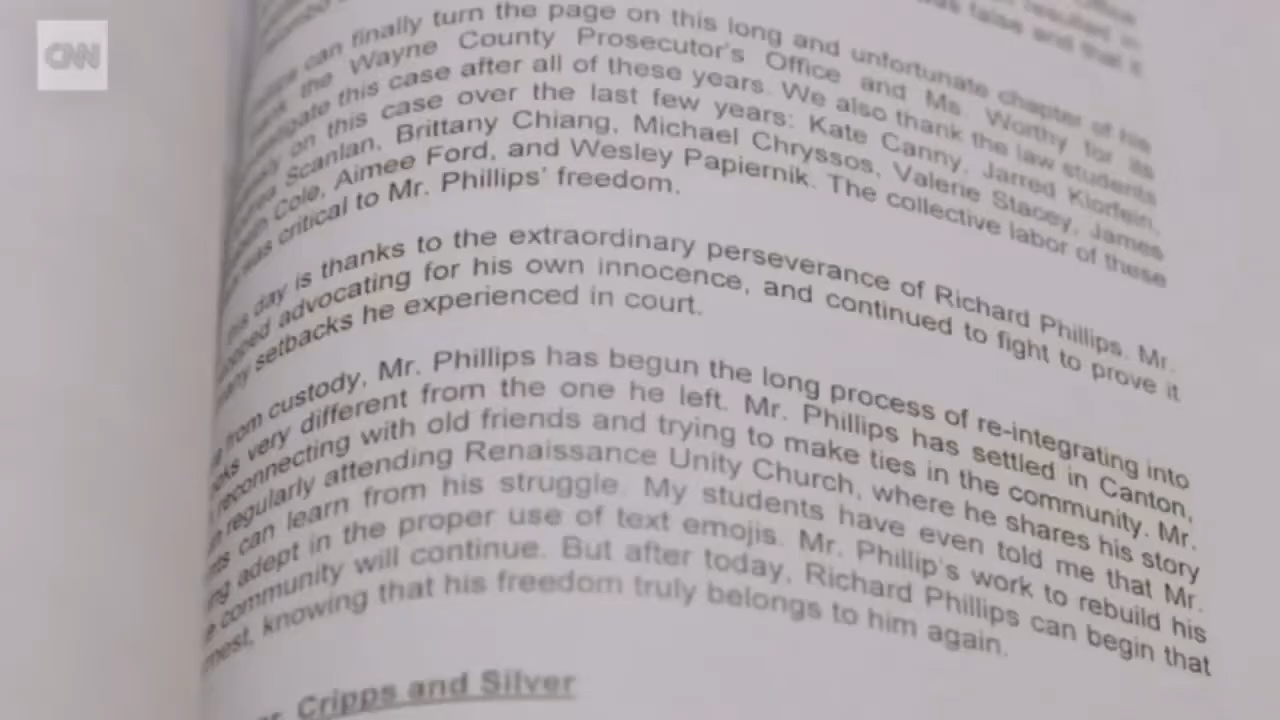 CNN
can finally turn the page on this long and unfortunate chapter of his
the Wayne County Prosecutor's Office and Ms. Worthy for its
this case after all of these years. We also thank the law students
on this case over the last few years: Kate Canny, Jarred Klorfein,
Scanlan, Brittany Chiang, Michael Chryssos, Valerie Stacey, James
Cole, Aimee Ford, and Wesley Papiernik. The collective labor of these
was critical to Mr. Phillips' freedom.
day is thanks to the extraordinary perseverance of Richard Phillips. Mr.
advocating for his own innocence, and continued to fight to prove it
setbacks he experienced in court.
from custody, Mr. Phillips has begun the long process of re-integrating into
very different from the one he left. Mr. Phillips has settled in Canton,
reconnecting with old friends and trying to make ties in the community. Mr.
regularly attending Renaissance Unity Church, where he shares his story
can learn from his struggle. My students have even told me that Mr.
adept in the proper use of text emojis. Mr. Phillip's work to rebuild his
community will continue. But after today, Richard Phillips can begin that
knowing that his freedom truly belongs to him again.
Cripps and Silver